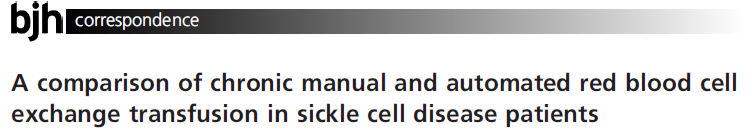 bjh correspondence
A comparison of chronic manual and automated red blood cell
exchange transfusion in sickle cell disease patients